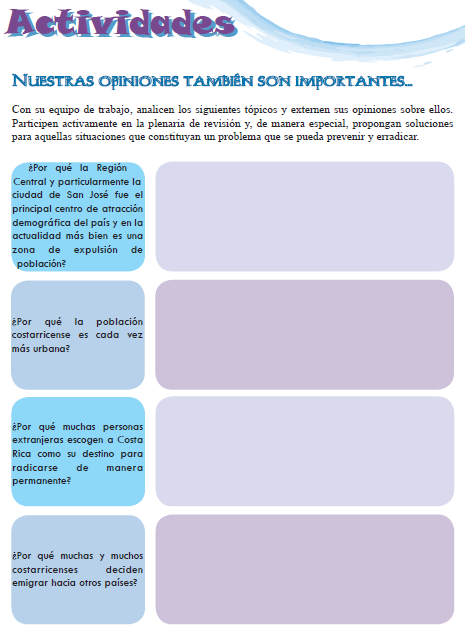 Actividades
NUESTRAS OPINIONES TAMBIÉN SON IMPORTANTES...
Con su equipo de trabajo, analicen los siguientes tópicos y externen sus opiniones sobre ellos.
Participen activamente en la plenaria de revisión y, de manera especial, propongan soluciones
para aquellas situaciones que constituyan un problema que se pueda prevenir y erradicar.
¿Por qué la Región
Central y particularmente la
ciudad de San José fue el
principal centro de atracción
demográfica del país y en la
actualidad más bien es una
zona de expulsión de
población?
¿Por qué la población
costarricense es cada vez
más urbana?
¿Por qué muchas personas
extranjeras escogen a Costa
Rica como su destino para
radicarse de manera
permanente?
¿Por qué muchas y muchos
costarricenses deciden
emigrar hacia otros países?